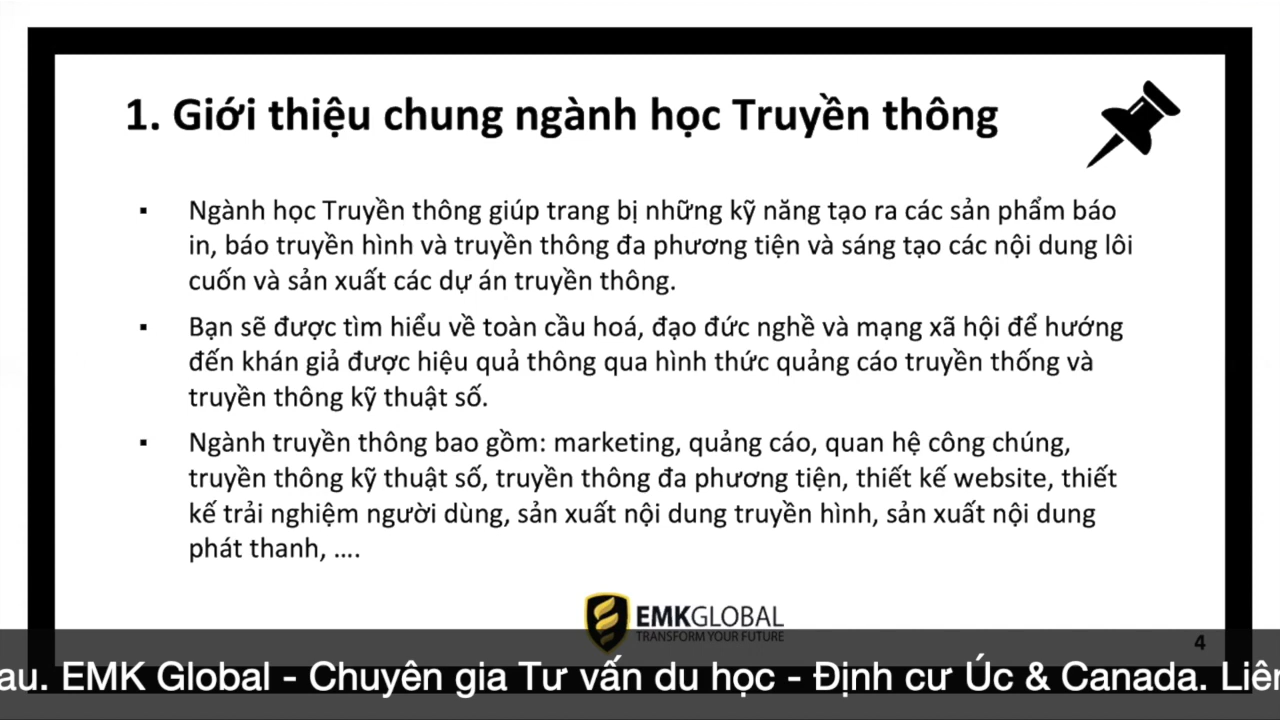 1. Giới thiệu chung ngành học Truyền thông
▪ Ngành học Truyền thông giúp trang bị những kỹ năng tạo ra các sản phẩm báo
in, báo truyền hình và truyền thông đa phương tiện và sáng tạo các nội dung lôi
cuốn và sản xuất các dự án truyền thông.
▪ Bạn sẽ được tìm hiểu về toàn cầu hoá, đạo đức nghề và mạng xã hội để hướng
đến khán giả được hiệu quả thông qua hình thức quảng cáo truyền thống và
truyền thông kỹ thuật số.
▪ Ngành truyền thông bao gồm: marketing, quảng cáo, quan hệ công chúng,
truyền thông kỹ thuật số, truyền thông đa phương tiện, thiết kế website, thiết
kế trải nghiệm người dùng, sản xuất nội dung truyền hình, sản xuất nội dung
phát thanh, ....
EMKGLOBAL
TRANSFORM YOUR FUTURE
4
au. EMK Global - Chuyên gia Tư vấn du học - Định cư Úc & Canada. Liên